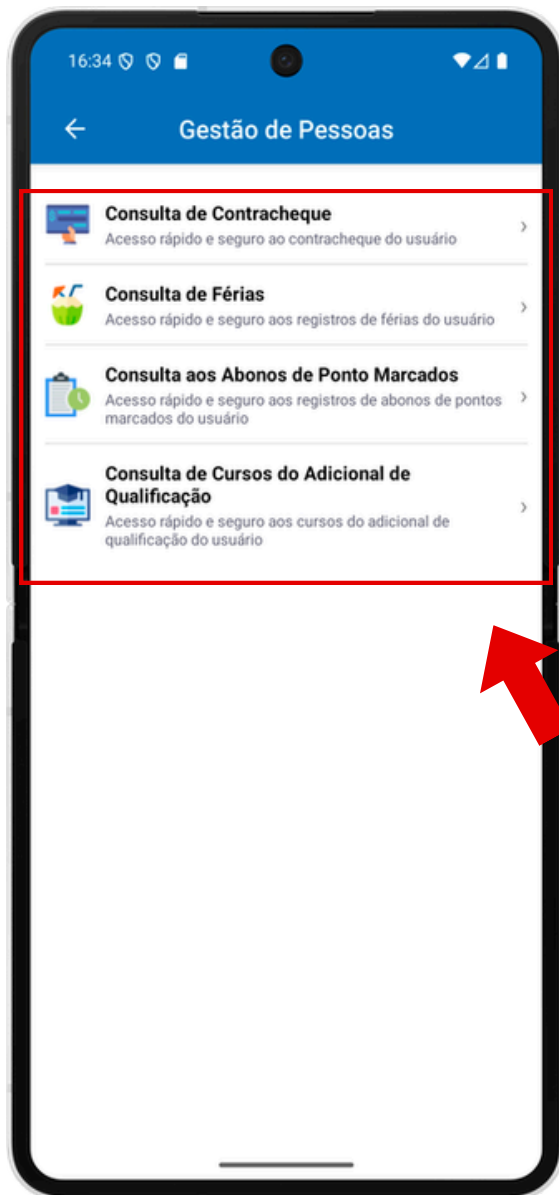 16:34
Gestão de Pessoas
Consulta de Contracheque
Acesso rápido e seguro ao contracheque do usuário
Consulta de Férias
Acesso rápido e seguro aos registros de férias do usuário
Consulta aos Abonos de Ponto Marcados
Acesso rápido e seguro aos registros de abonos de pontos
marcados do usuário
Consulta de Cursos do Adicional de
Qualificação
Acesso rápido e seguro aos cursos do adicional de
qualificação do usuário